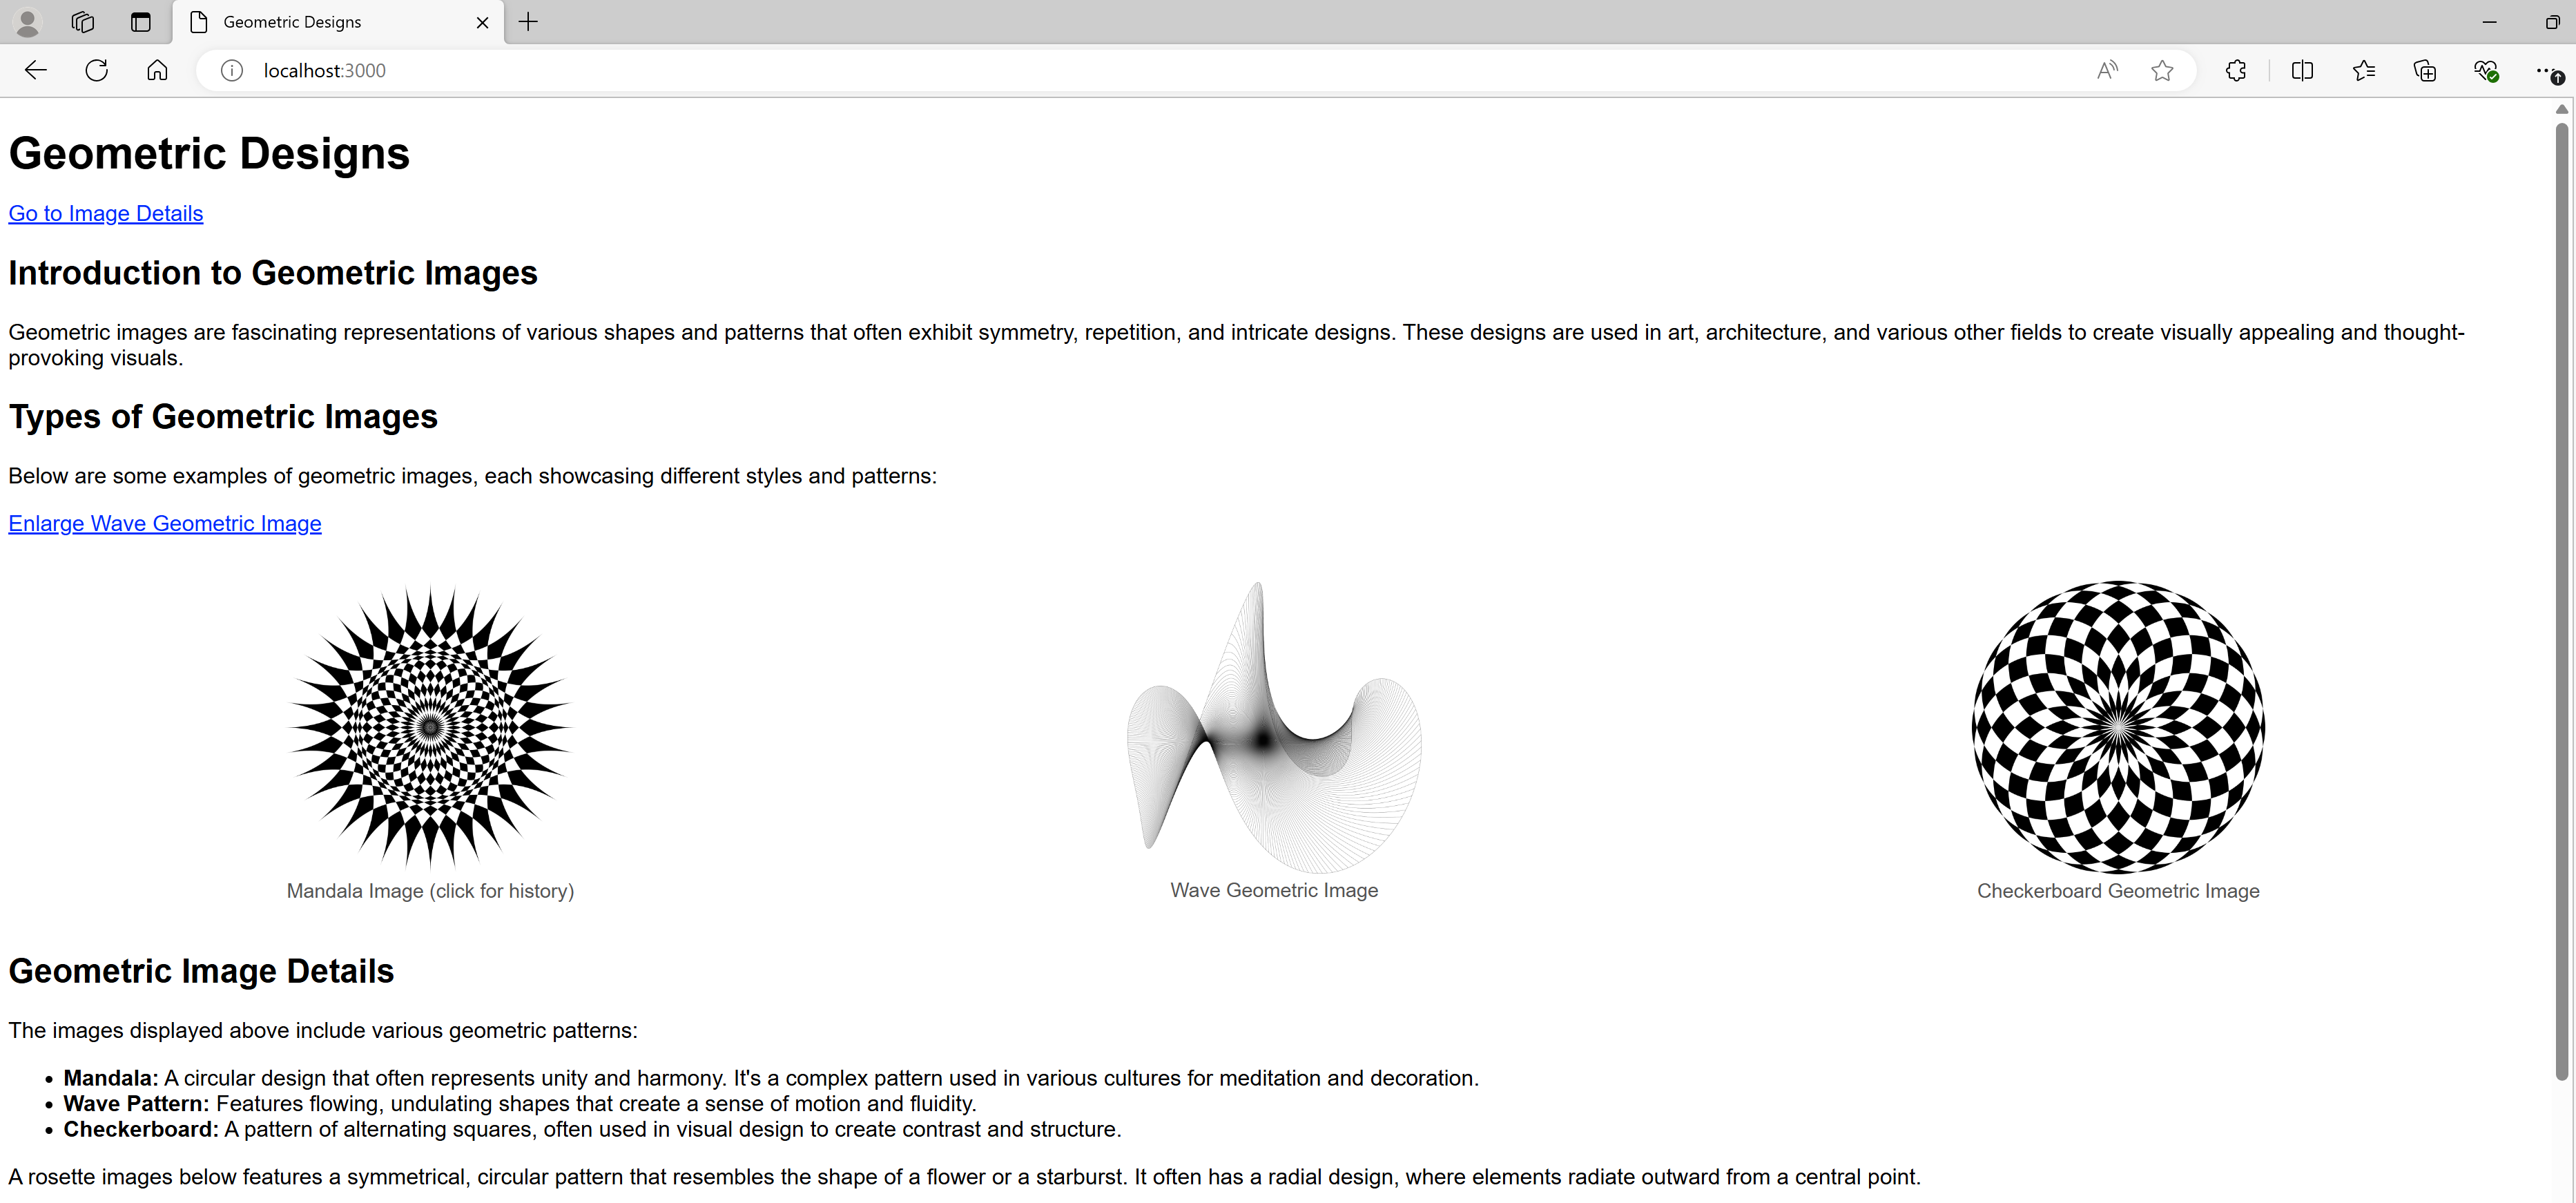 Geometric Designs
localhost:3000
Geometric Designs
Go to Image Details
Introduction to Geometric Images
Geometric images are fascinating representations of various shapes and patterns that often exhibit symmetry, repetition, and intricate designs. These designs are used in art, architecture, and various other fields to create visually appealing and thought-
provoking visuals.
Types of Geometric Images
Below are some examples of geometric images, each showcasing different styles and patterns:
Enlarge Wave Geometric Image
Mandala Image (click for history)
Wave Geometric Image
Checkerboard Geometric Image
Geometric Image Details
The images displayed above include various geometric patterns:
• Mandala: A circular design that often represents unity and harmony. It's a complex pattern used in various cultures for meditation and decoration.
• Wave Pattern: Features flowing, undulating shapes that create a sense of motion and fluidity.
• Checkerboard: A pattern of alternating squares, often used in visual design to create contrast and structure.
A rosette images below features a symmetrical, circular pattern that resembles the shape of a flower or a starburst. It often has a radial design, where elements radiate outward from a central point.